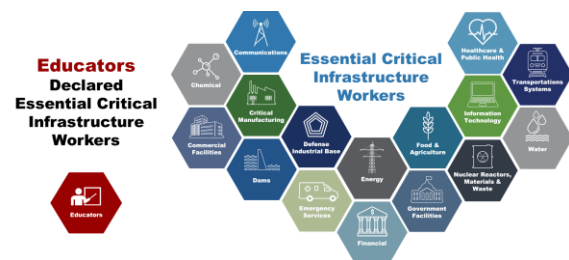 Educators
Declared
Essential Critical
Infrastructure
Workers
Educators
Essential Critical
Infrastructure
Workers
Chemical
Communications
Critical
Manufacturing
Commercial
Facilities
Dams
Defense
Industrial Base
Emergency
Services
Energy
Financial
Food &
Agriculture
Government
Facilities
Healthcare &
Public Health
Information
Technology
Nuclear Reactors,
Materials &
Waste
Transportations
Systems
Water